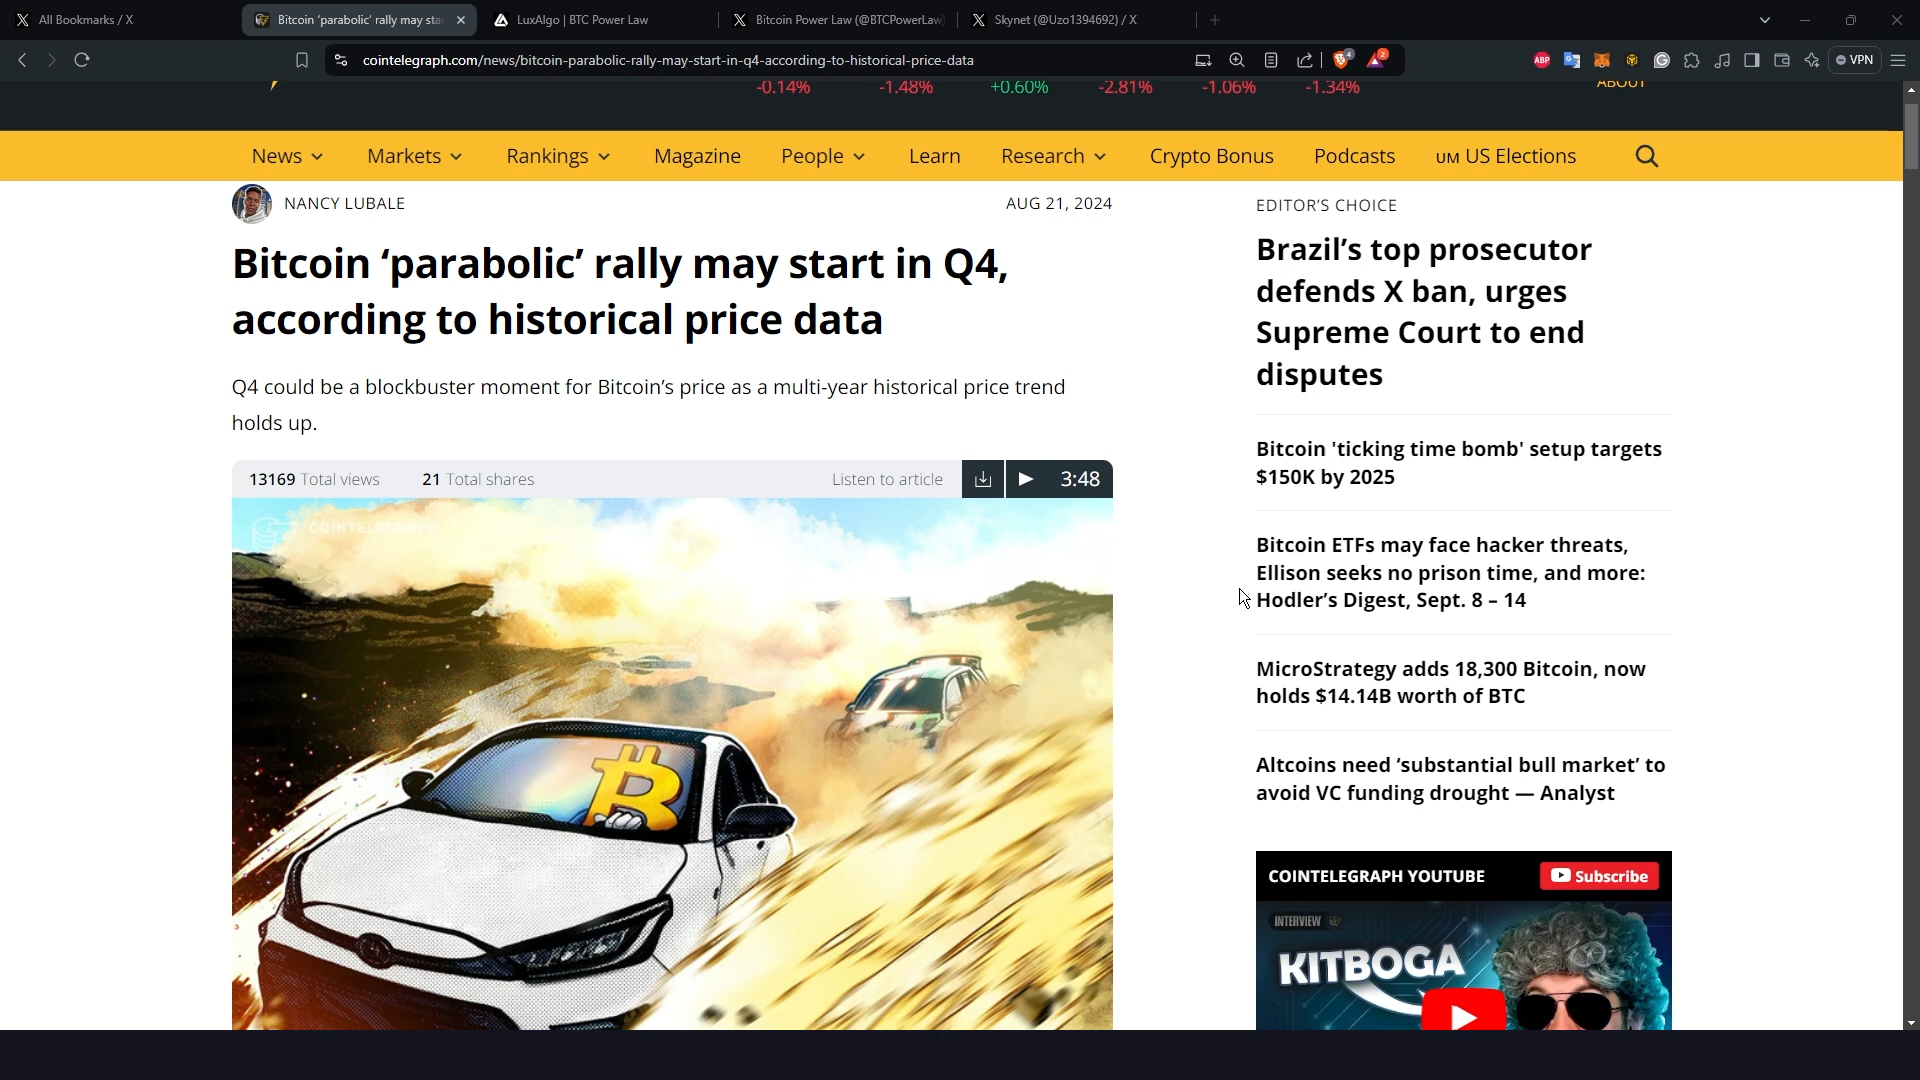 All Bookmarks / X
Bitcoin ‘parabolic’ rally may sta
LuxAlgo | BTC Power Law
Bitcoin Power Law (@BTCPowerLaw)
Skynet (@Uzo1394692) / X
cointelegraph.com/news/bitcoin-parabolic-rally-may-start-in-q4-according-to-historical-price-data
4
2
ABP
VPN
-0.14%
-1.48%
+0.60%
-2.81%
-1.06%
-1.34%
ABOUT
News
Markets
Rankings
Magazine
People
Learn
Research
Crypto Bonus
Podcasts
UM US Elections
NANCY LUBALE
AUG 21, 2024
Bitcoin ‘parabolic’ rally may start in Q4,
according to historical price data
Q4 could be a blockbuster moment for Bitcoin’s price as a multi-year historical price trend
holds up.
13169 Total views
21 Total shares
Listen to article
3:48
COINTELEGRAPH
EDITOR’S CHOICE
Brazil’s top prosecutor
defends X ban, urges
Supreme Court to end
disputes
Bitcoin 'ticking time bomb' setup targets
$150K by 2025
Bitcoin ETFs may face hacker threats,
Ellison seeks no prison time, and more:
Hodler’s Digest, Sept. 8 – 14
MicroStrategy adds 18,300 Bitcoin, now
holds $14.14B worth of BTC
Altcoins need ‘substantial bull market’ to
avoid VC funding drought — Analyst
COINTELEGRAPH YOUTUBE
Subscribe
INTERVIEW
KITBOGA